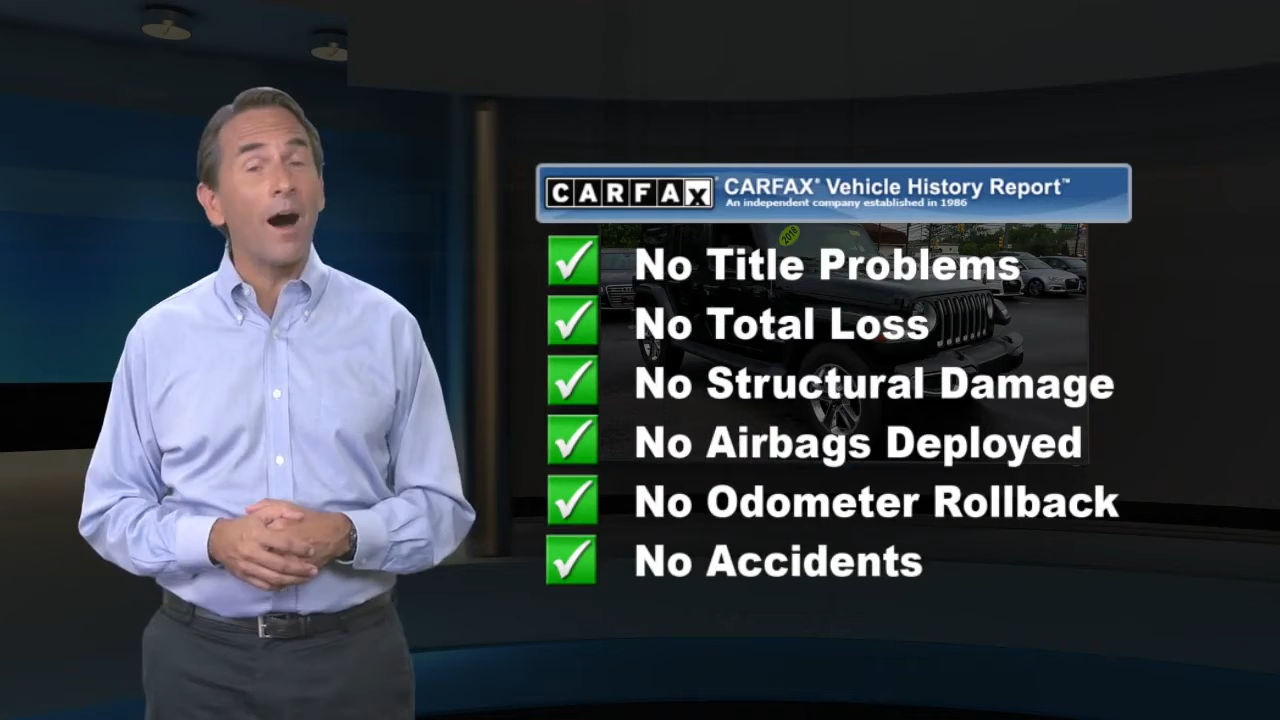 CARFAX® CARFAX® Vehicle History Report™
An independent company established in 1986
2018
No Title Problems
No Total Loss
No Structural Damage
No Airbags Deployed
No Odometer Rollback
No Accidents